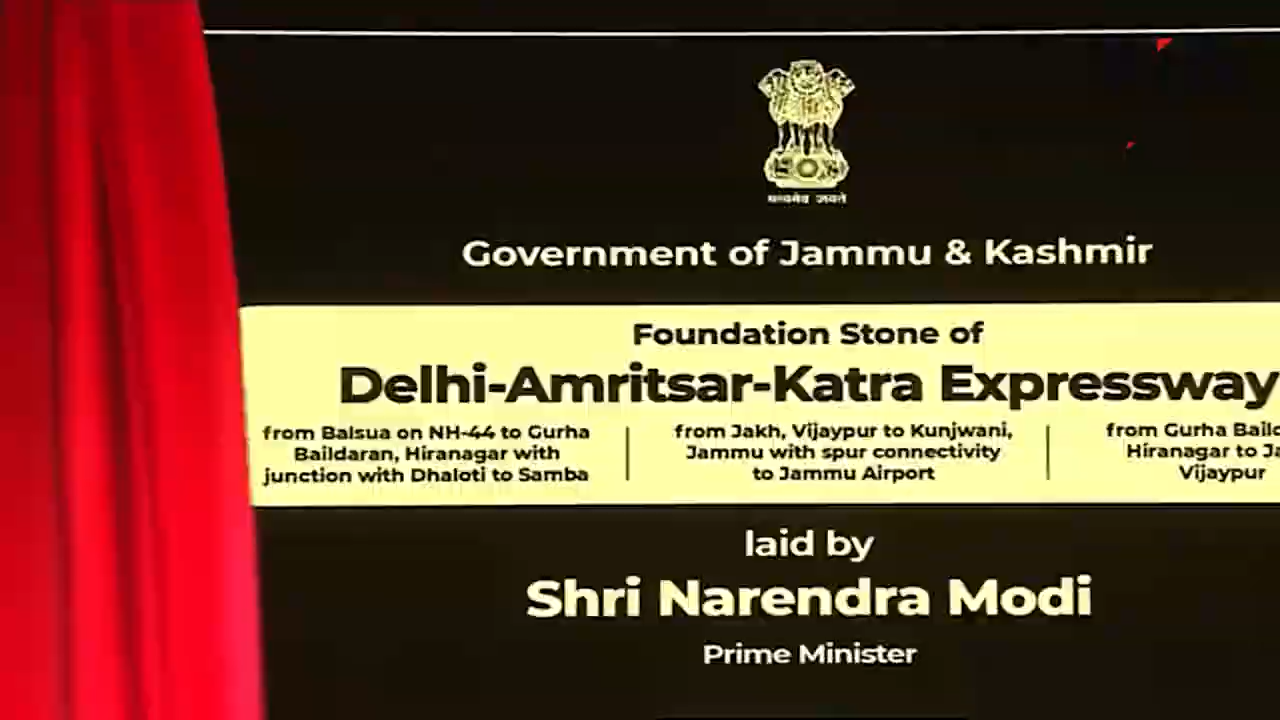 सत्यमेव जयते
Government of Jammu & Kashmir
Foundation Stone of
Delhi-Amritsar-Katra Expressway
from Balsua on NH-44 to Gurha
Baildaran, Hiranagar with
junction with Dhaloti to Samba
from Jakh, Vijaypur to Kunjwani,
Jammu with spur connectivity
to Jammu Airport
from Gurha
Hiranagar to
Vijaypur
laid by
Shri Narendra Modi
Prime Minister